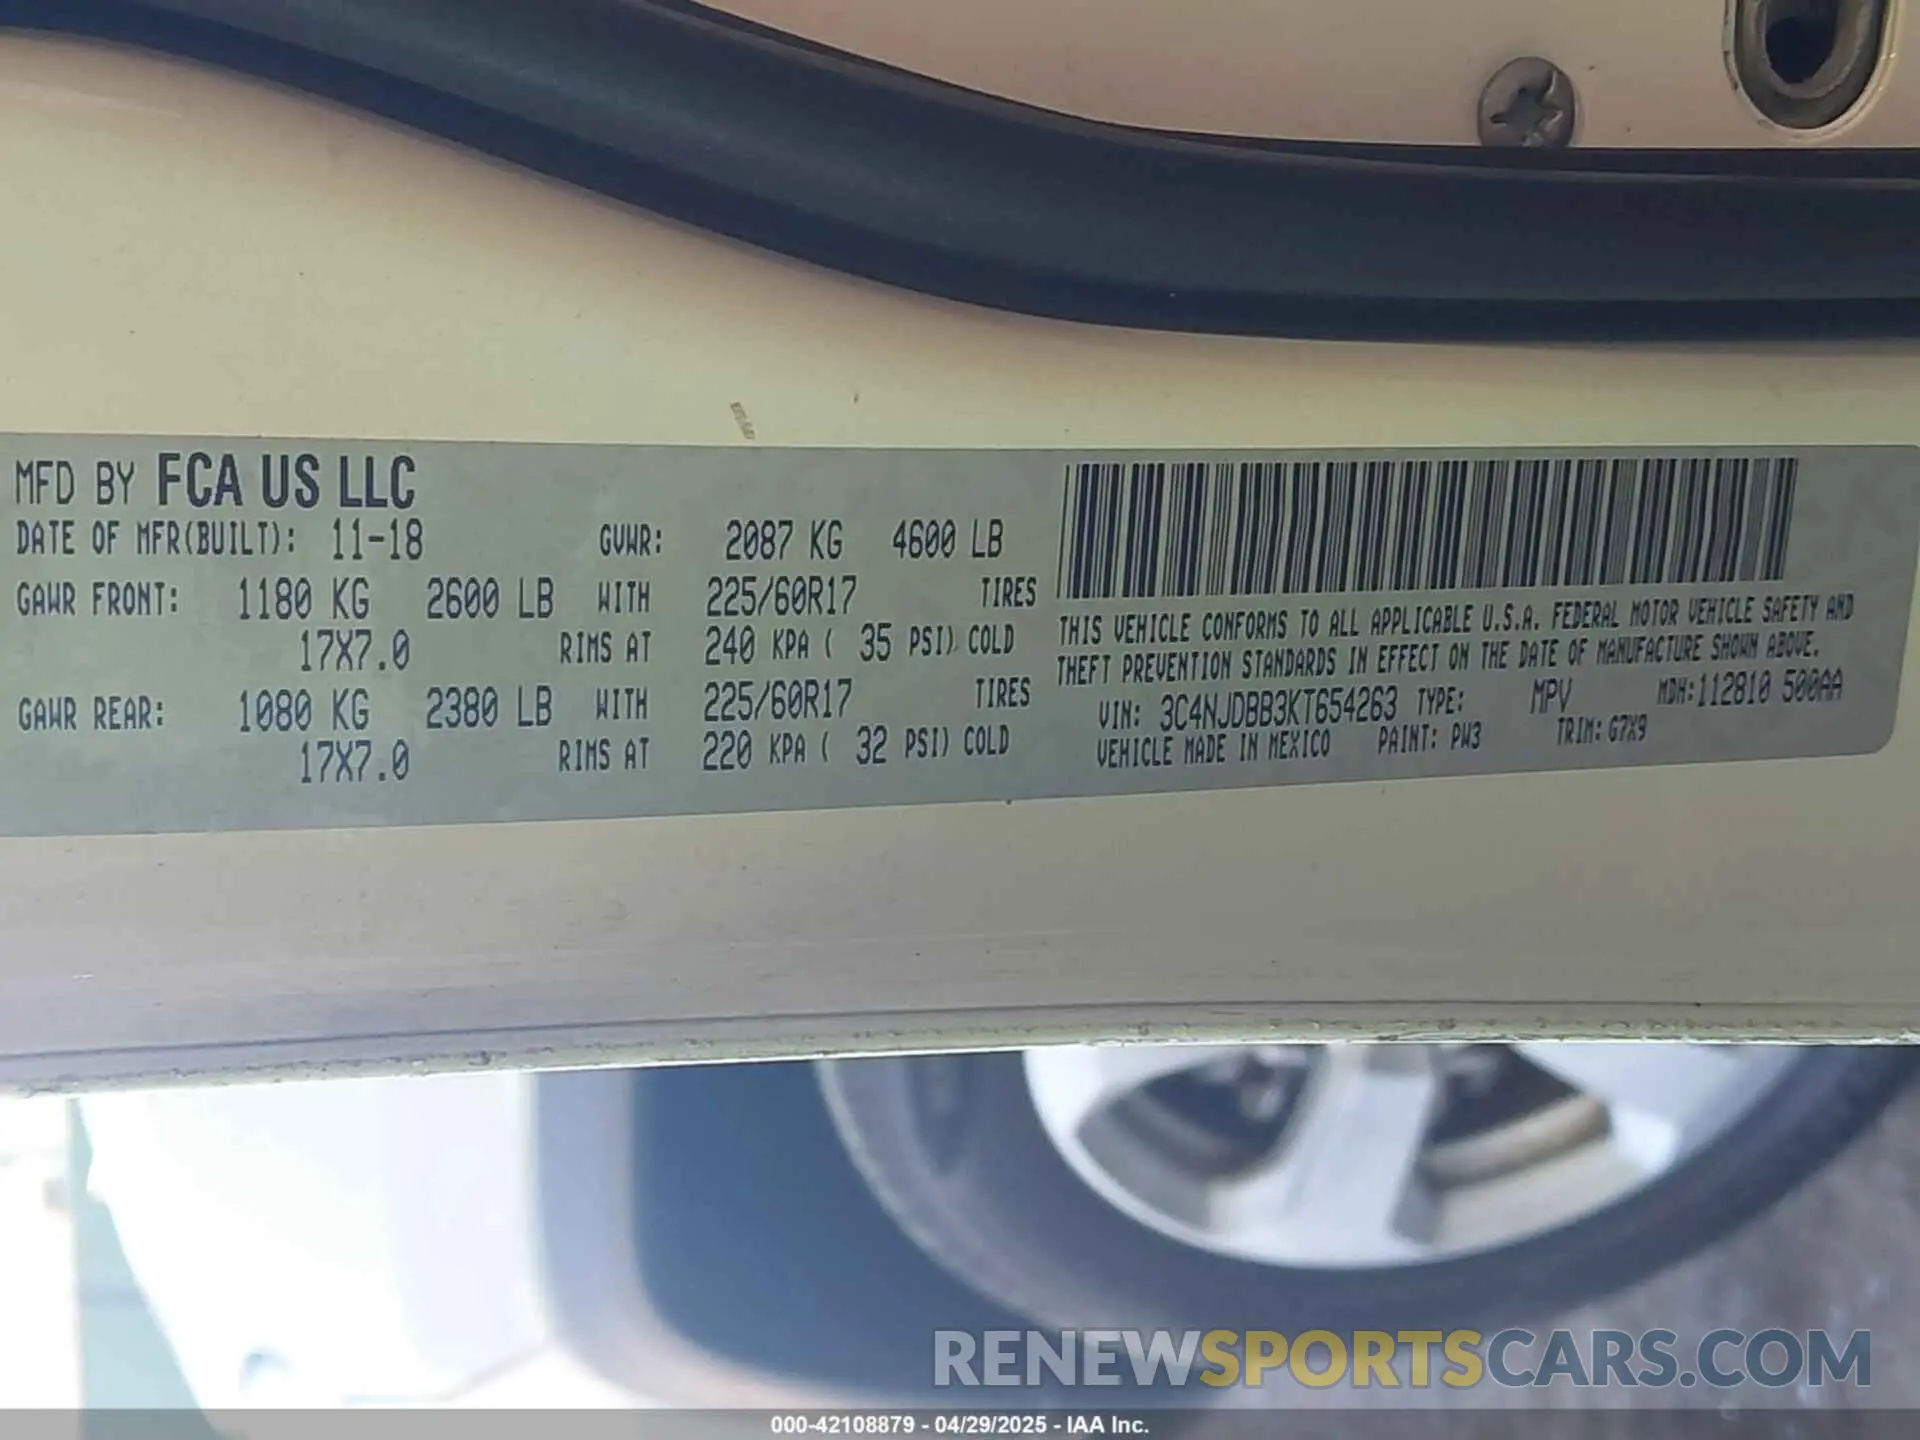 MFD BY FCA US LLC
DATE OF MFR(BUILT): 11-18 GVWR: 2087 KG 4600 LB
GAWR FRONT: 1180 KG 2600 LB WITH 225/60R17 TIRES
17X7.0 RIMS AT 240 KPA ( 35 PSI) COLD
GAWR REAR: 1080 KG 2380 LB WITH 225/60R17 TIRES
17X7.0 RIMS AT 220 KPA ( 32 PSI) COLD
THIS VEHICLE CONFORMS TO ALL APPLICABLE U.S.A. FEDERAL MOTOR VEHICLE SAFETY AND
THEFT PREVENTION STANDARDS IN EFFECT ON THE DATE OF MANUFACTURE SHOWN ABOVE.
VIN: 3C4NJDBB3KT654263 TYPE: MPV MDH:112810 500AA
VEHICLE MADE IN MEXICO PAINT: PW3 TRIM: G7X9
RENEWSPORTSCARS.COM
000-42108879 - 04/29/2025 - IAA Inc.